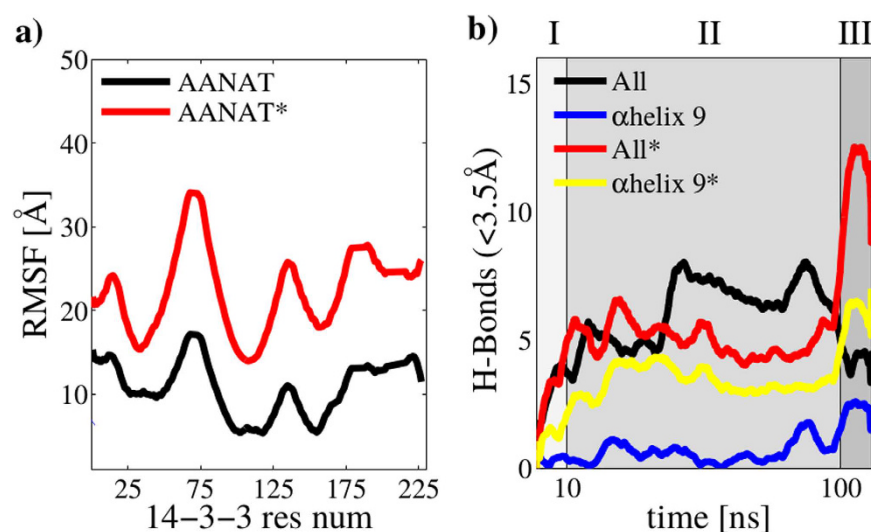 a)
50
40
30
20
10
RMSF [Å]
AANAT
AANAT*
25 75 125 175 225
14-3-3 res num
b)
I II III
15
10
5
0
H-Bonds (<3.5Å)
All
αhelix 9
All*
αhelix 9*
10 100
time [ns]